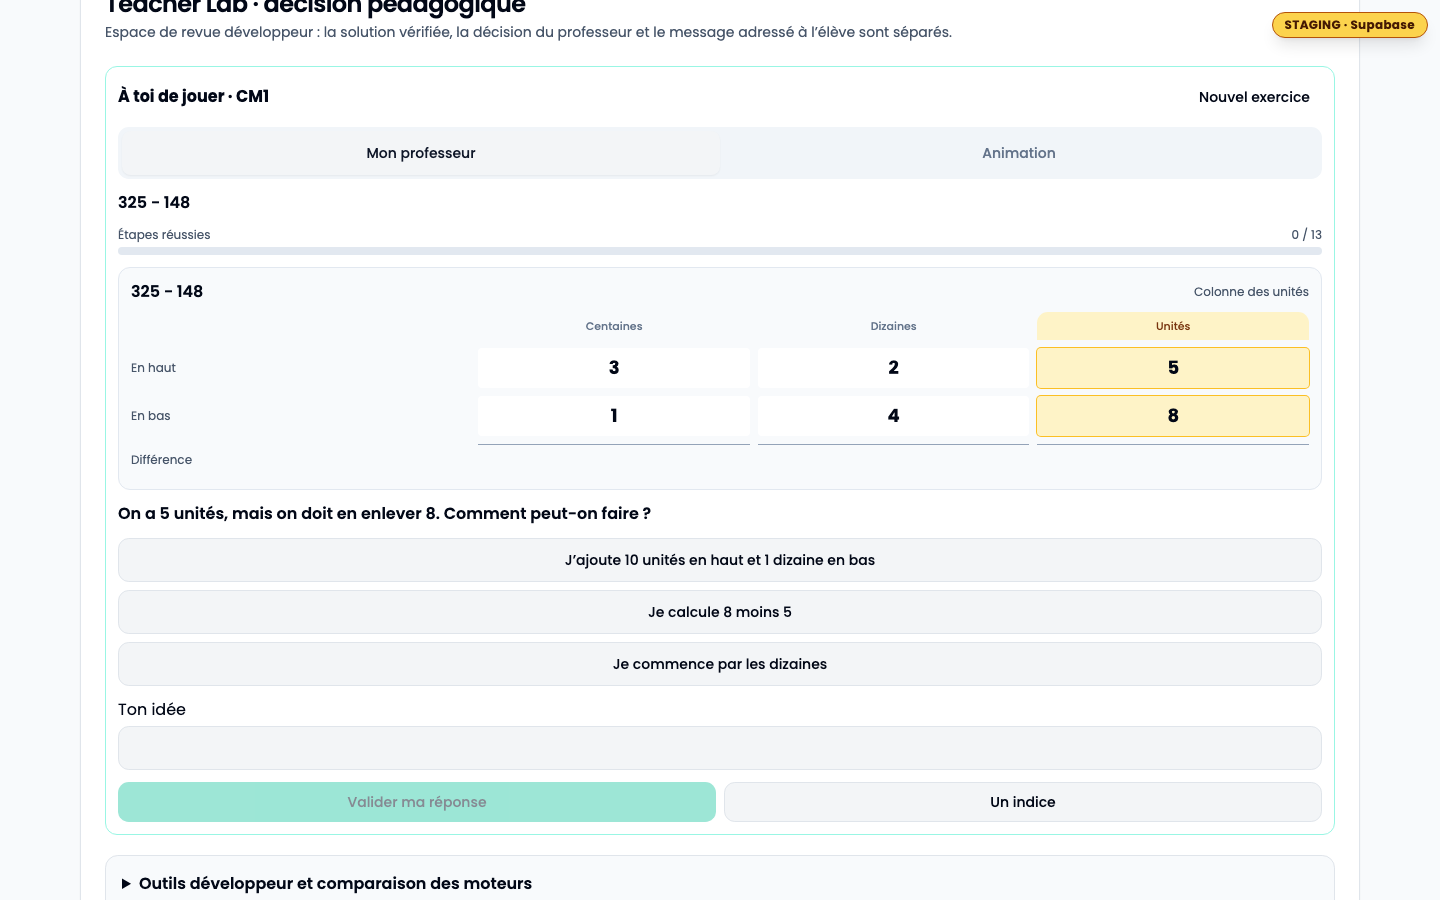 Teacher Lab · décision pédagogique
STAGING · Supabase
Espace de revue développeur : la solution vérifiée, la décision du professeur et le message adressé à l’élève sont séparés.
À toi de jouer · CM1
Nouvel exercice
Mon professeur
Animation
325 - 148
Étapes réussies
0 / 13
325 - 148
Colonne des unités
Centaines Dizaines Unités
En haut 3 2 5
En bas 1 4 8
Différence
On a 5 unités, mais on doit en enlever 8. Comment peut-on faire ?
J’ajoute 10 unités en haut et 1 dizaine en bas
Je calcule 8 moins 5
Je commence par les dizaines
Ton idée
Valider ma réponse
Un indice
Outils développeur et comparaison des moteurs